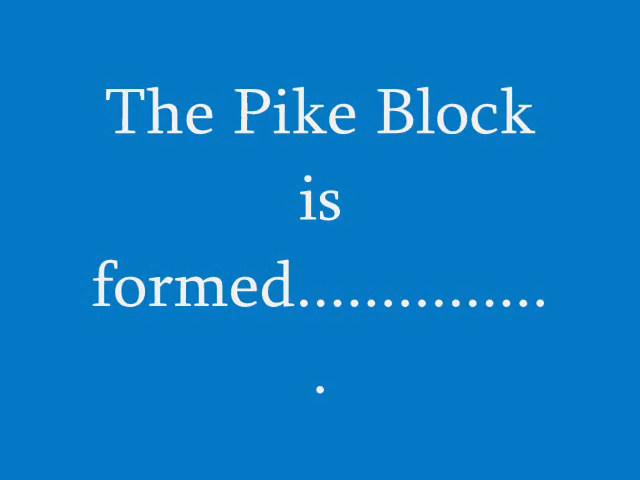 The Pike Block
is
formed...............
.